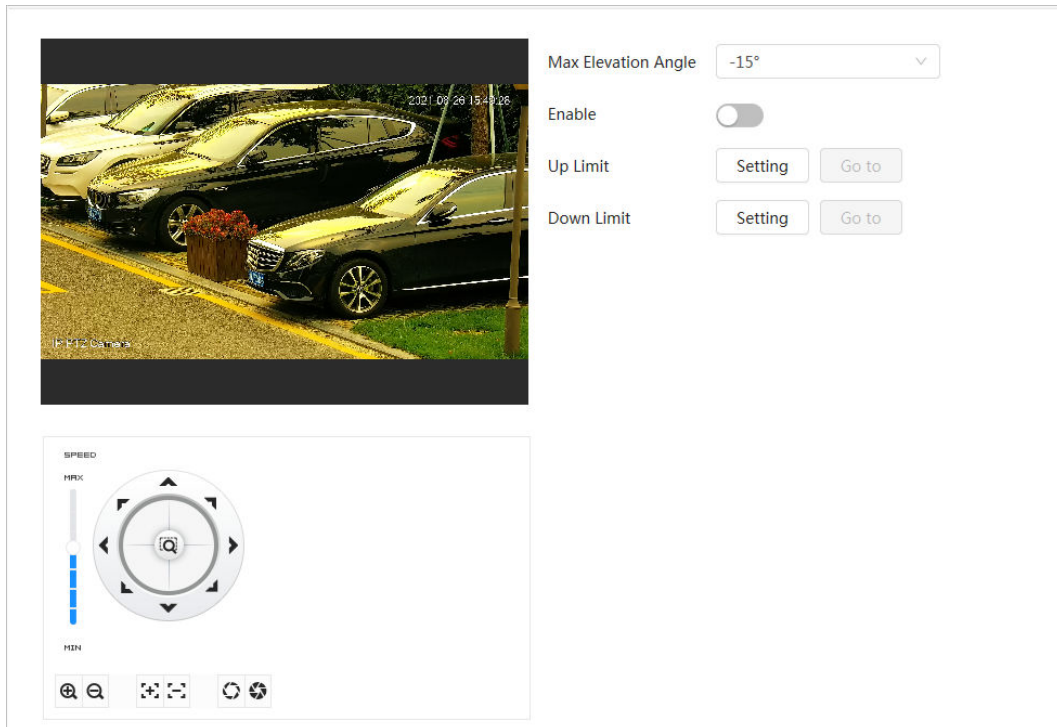 2021-08-26 15:49:26
IP PTZ Camera
Max Elevation Angle -15°
Enable
Up Limit Setting Go to
Down Limit Setting Go to
SPEED
MAX
MIN